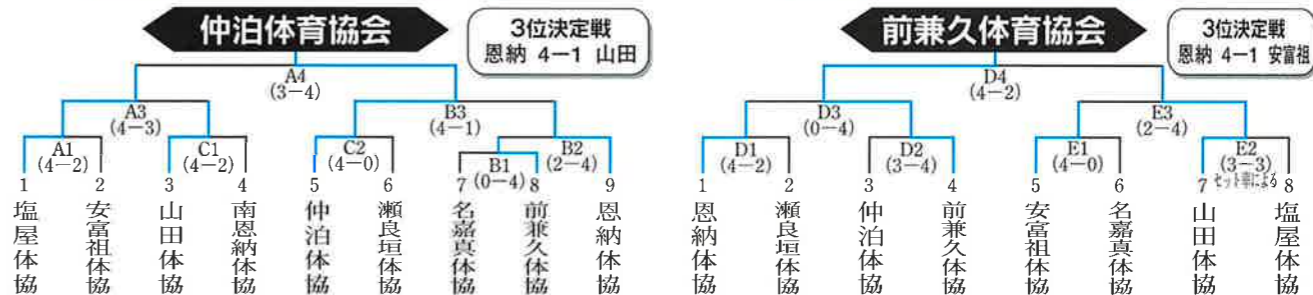 仲泊体育協会
3位決定戦
恩納 4−1 山田
A4
(3−4)
A3
(4−3)
B3
(4−1)
A1
(4−2)
C1
(4−2)
C2
(4−0)
B2
(2−4)
B1
(0−4)
1 塩屋体協
2 安富祖体協
3 山田体協
4 南恩納体協
5 仲泊体協
6 瀬良垣体協
7 名嘉真体協
8 前兼久体協
9 恩納体協
前兼久体育協会
3位決定戦
恩納 4−1 安富祖
D4
(4−2)
D3
(0−4)
E3
(2−4)
D1
(4−2)
D2
(3−4)
E1
(4−0)
E2
(3−3)
セット率による
1 恩納体協
2 瀬良垣体協
3 仲泊体協
4 前兼久体協
5 安富祖体協
6 名嘉真体協
7 山田体協
8 塩屋体協